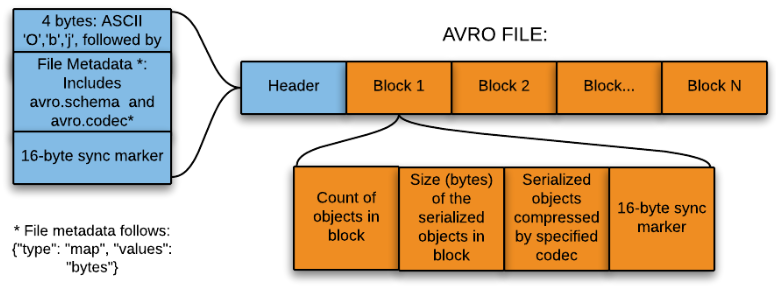 4 bytes: ASCII
'O','b','j', followed by
File Metadata *:
Includes
avro.schema and
avro.codec*
16-byte sync marker
* File metadata follows:
{"type": "map", "values":
"bytes"}
AVRO FILE:
Header
Block 1
Block 2
Block...
Block N
Count of
objects in
block
Size (bytes)
of the
serialized
objects in
block
Serialized
objects
compressed
by specified
codec
16-byte sync
marker